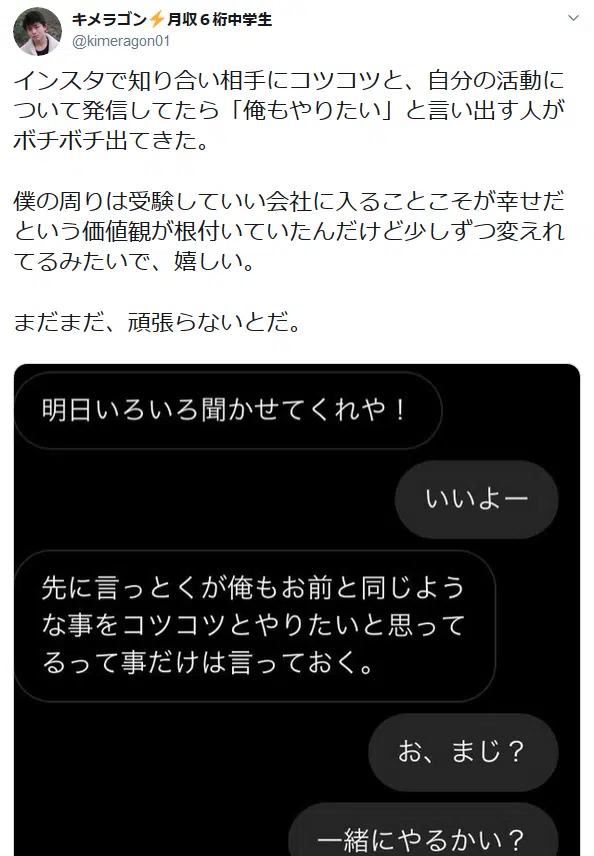 キメラゴン⚡月収６桁中学生
@kimeragon01
インスタで知り合い相手にコツコツと、自分の活動に
ついて発信してたら「俺もやりたい」と言い出す人が
ボチボチ出てきた。
僕の周りは受験していい会社に入ることこそが幸せだ
という価値観が根付いていたんだけど少しずつ変えれ
てるみたいで、嬉しい。
まだまだ、頑張らないとだ。
明日いろいろ聞かせてくれや！
いいよー
先に言っとくが俺もお前と同じよう
な事をコツコツとやりたいと思って
るって事だけは言っておく。
お、まじ？
一緒にやるかい？